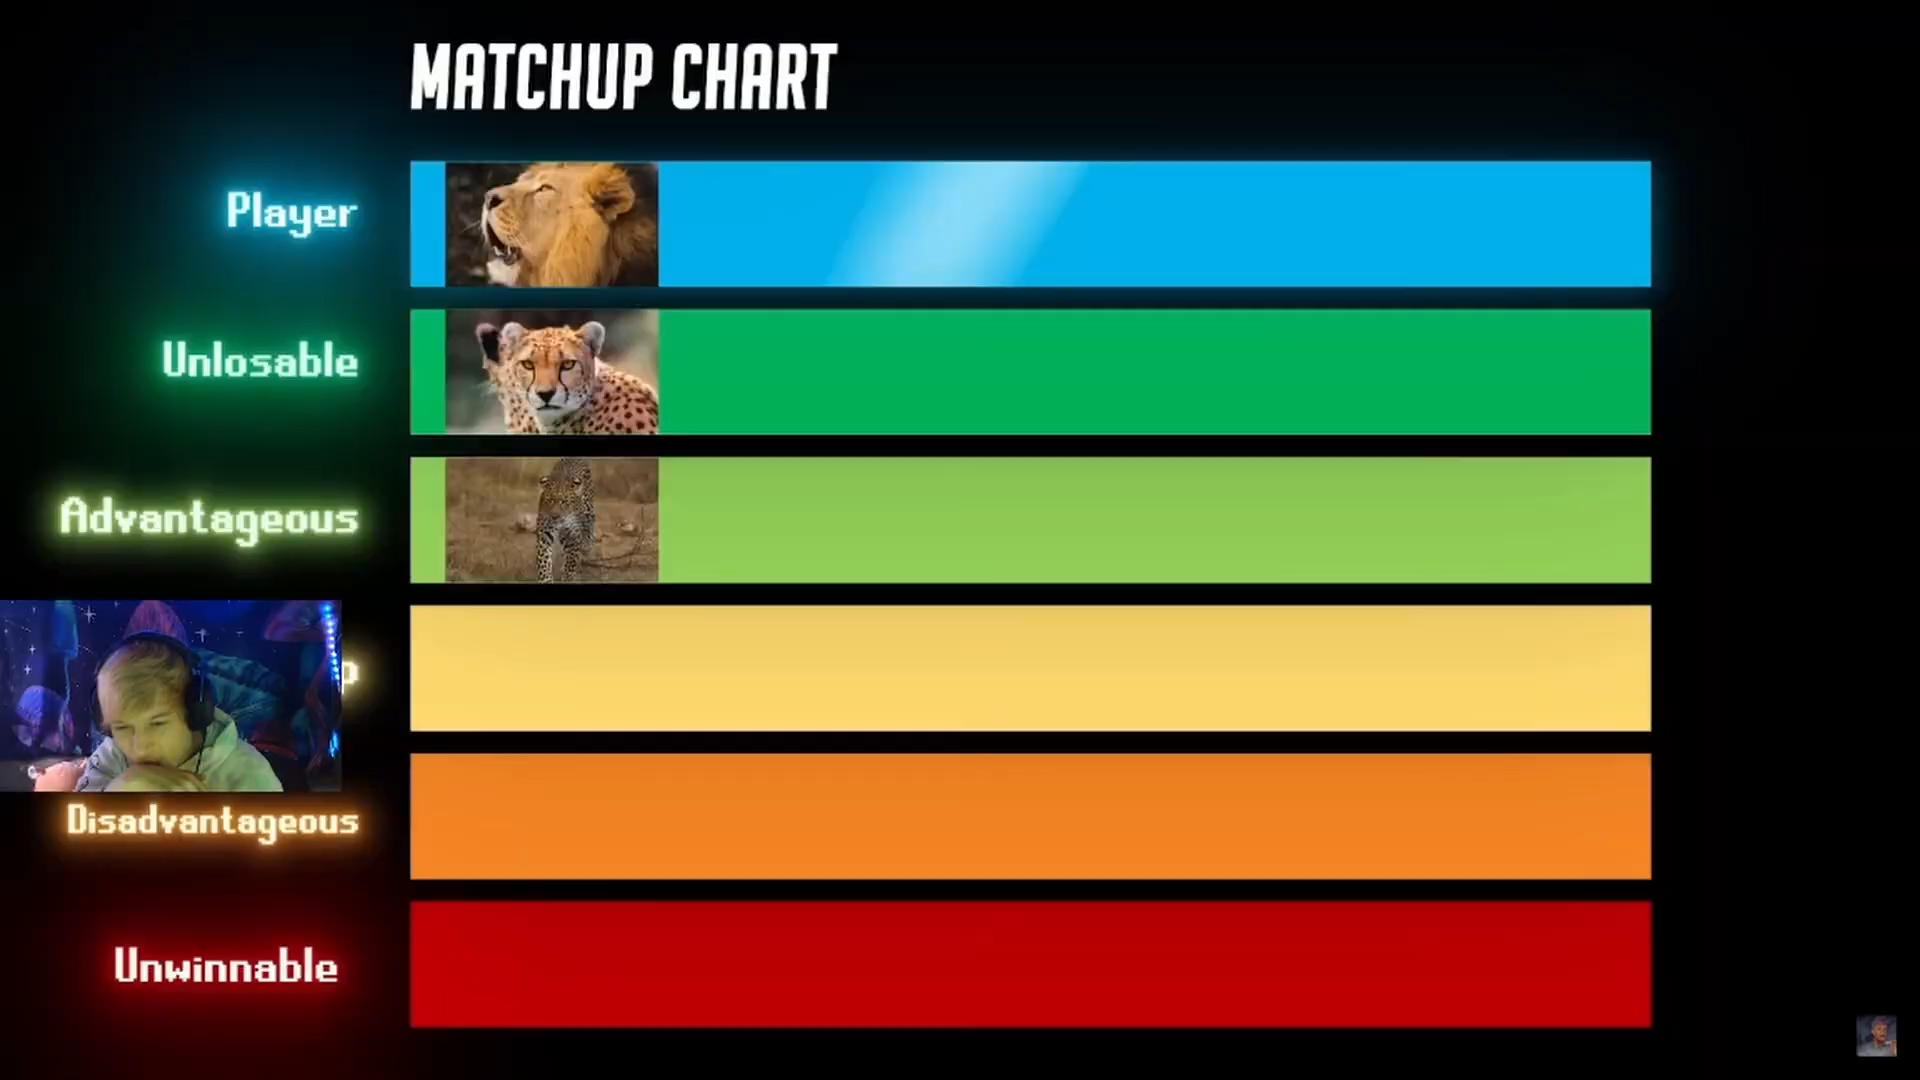 MATCHUP CHART
Player
Unlosable
Advantageous
Disadvantageous
Unwinnable